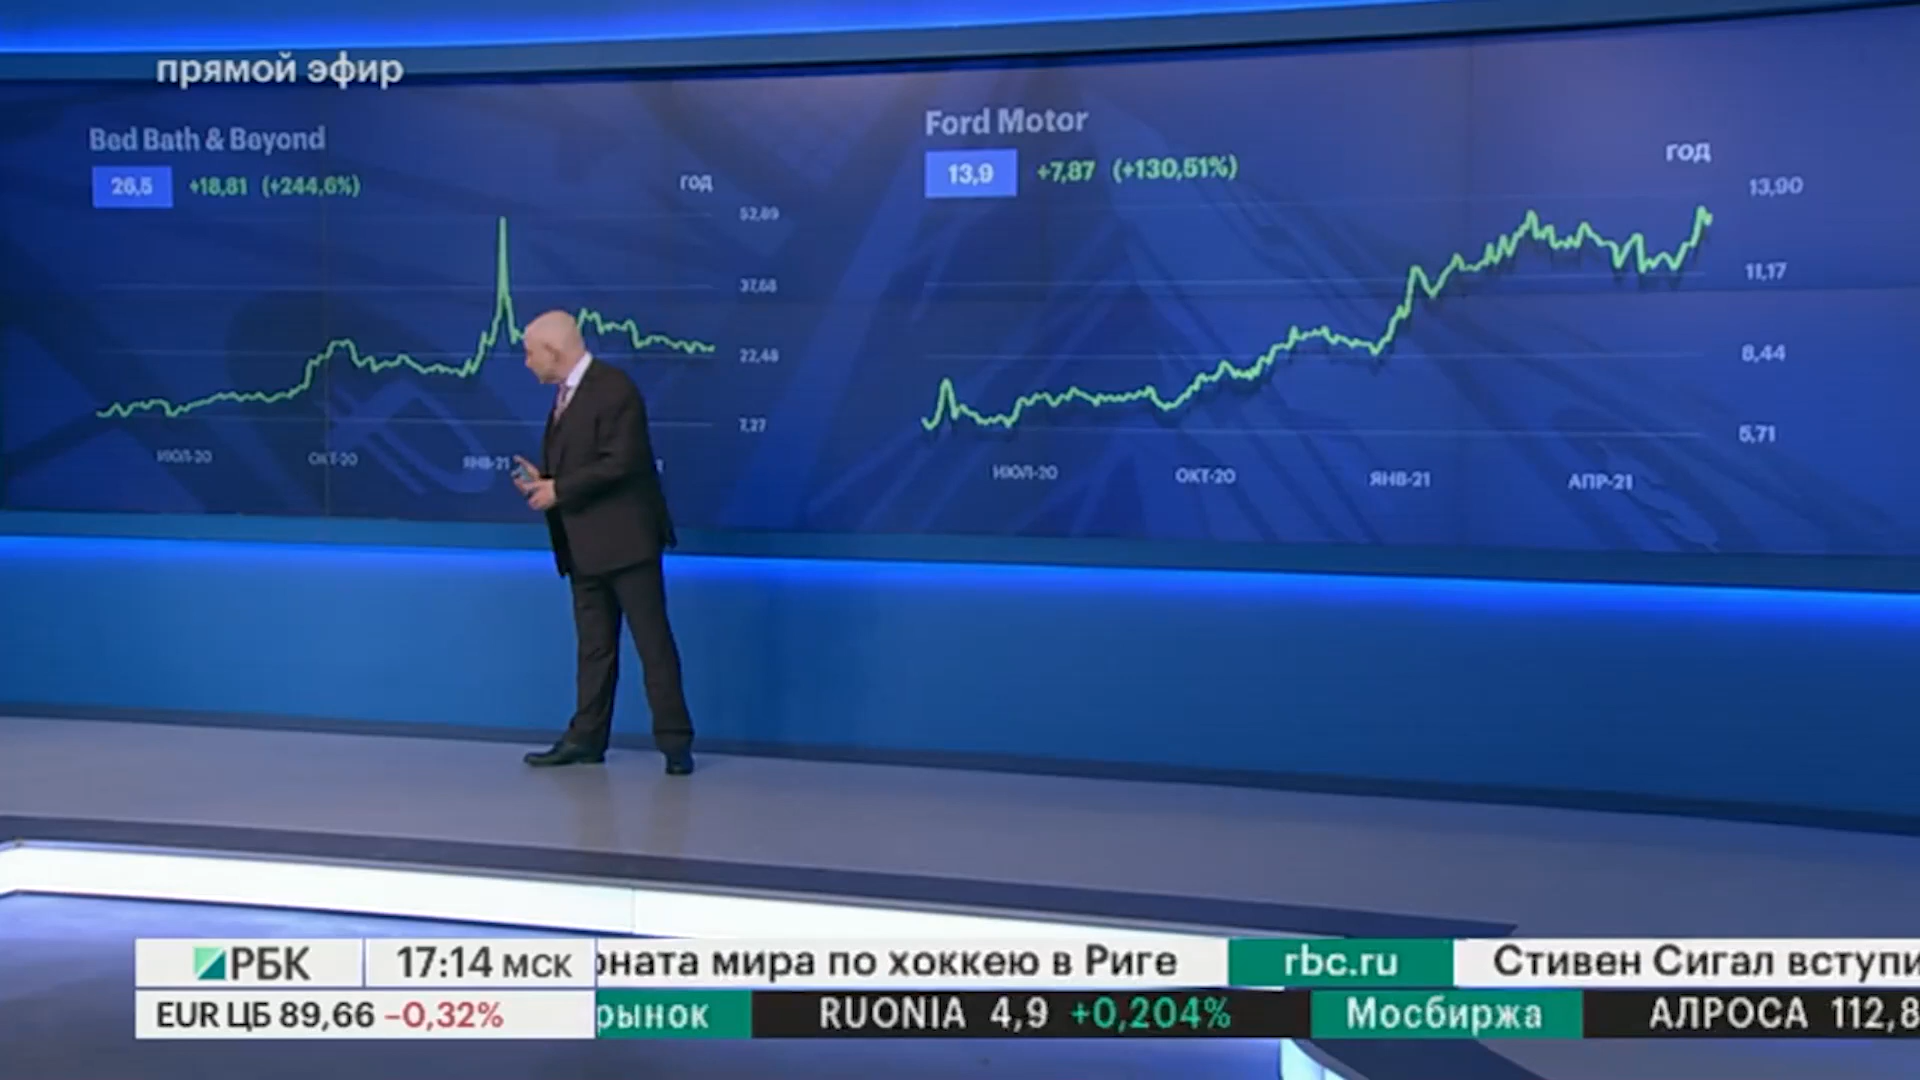 прямой эфир
Bed Bath & Beyond
26,5 +18,81 (+244,6%)
год
52,89
37,68
22,48
7,27
ИЮЛ-20 ОКТ-20 ЯНВ-21
Ford Motor
13,9 +7,87 (+130,51%)
год
13,90
11,17
8,44
5,71
ИЮЛ-20 ОКТ-20 ЯНВ-21 АПР-21
РБК 17:14 МСК оната мира по хоккею в Риге rbc.ru Стивен Сигал вступи
EUR ЦБ 89,66 –0,32% рынок RUONIA 4,9 +0,204% Мосбиржа АЛРОСА 112,8